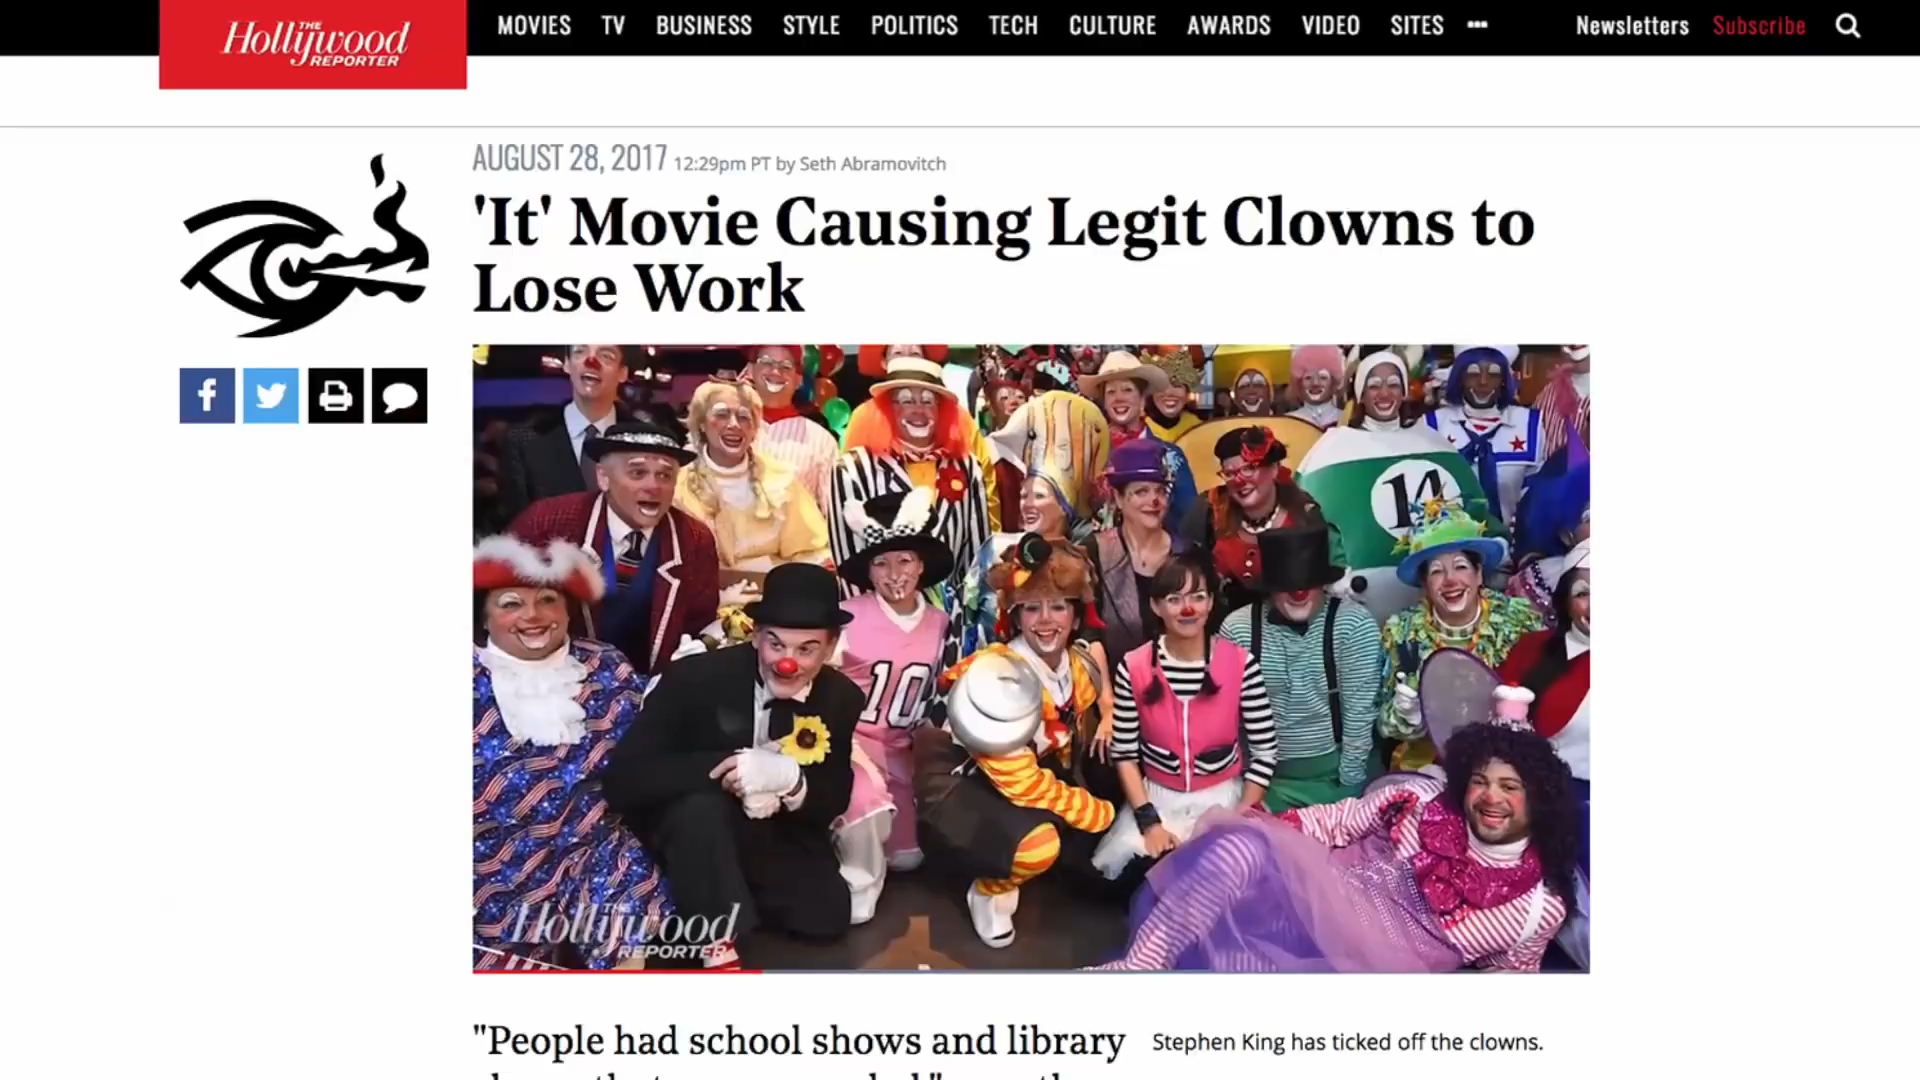 THE
Hollywood
REPORTER
MOVIES TV BUSINESS STYLE POLITICS TECH CULTURE AWARDS VIDEO SITES ••• Newsletters Subscribe
AUGUST 28, 2017 12:29pm PT by Seth Abramovitch
'It' Movie Causing Legit Clowns to
Lose Work
14
10
THE
Hollywood
REPORTER
"People had school shows and library
Stephen King has ticked off the clowns.